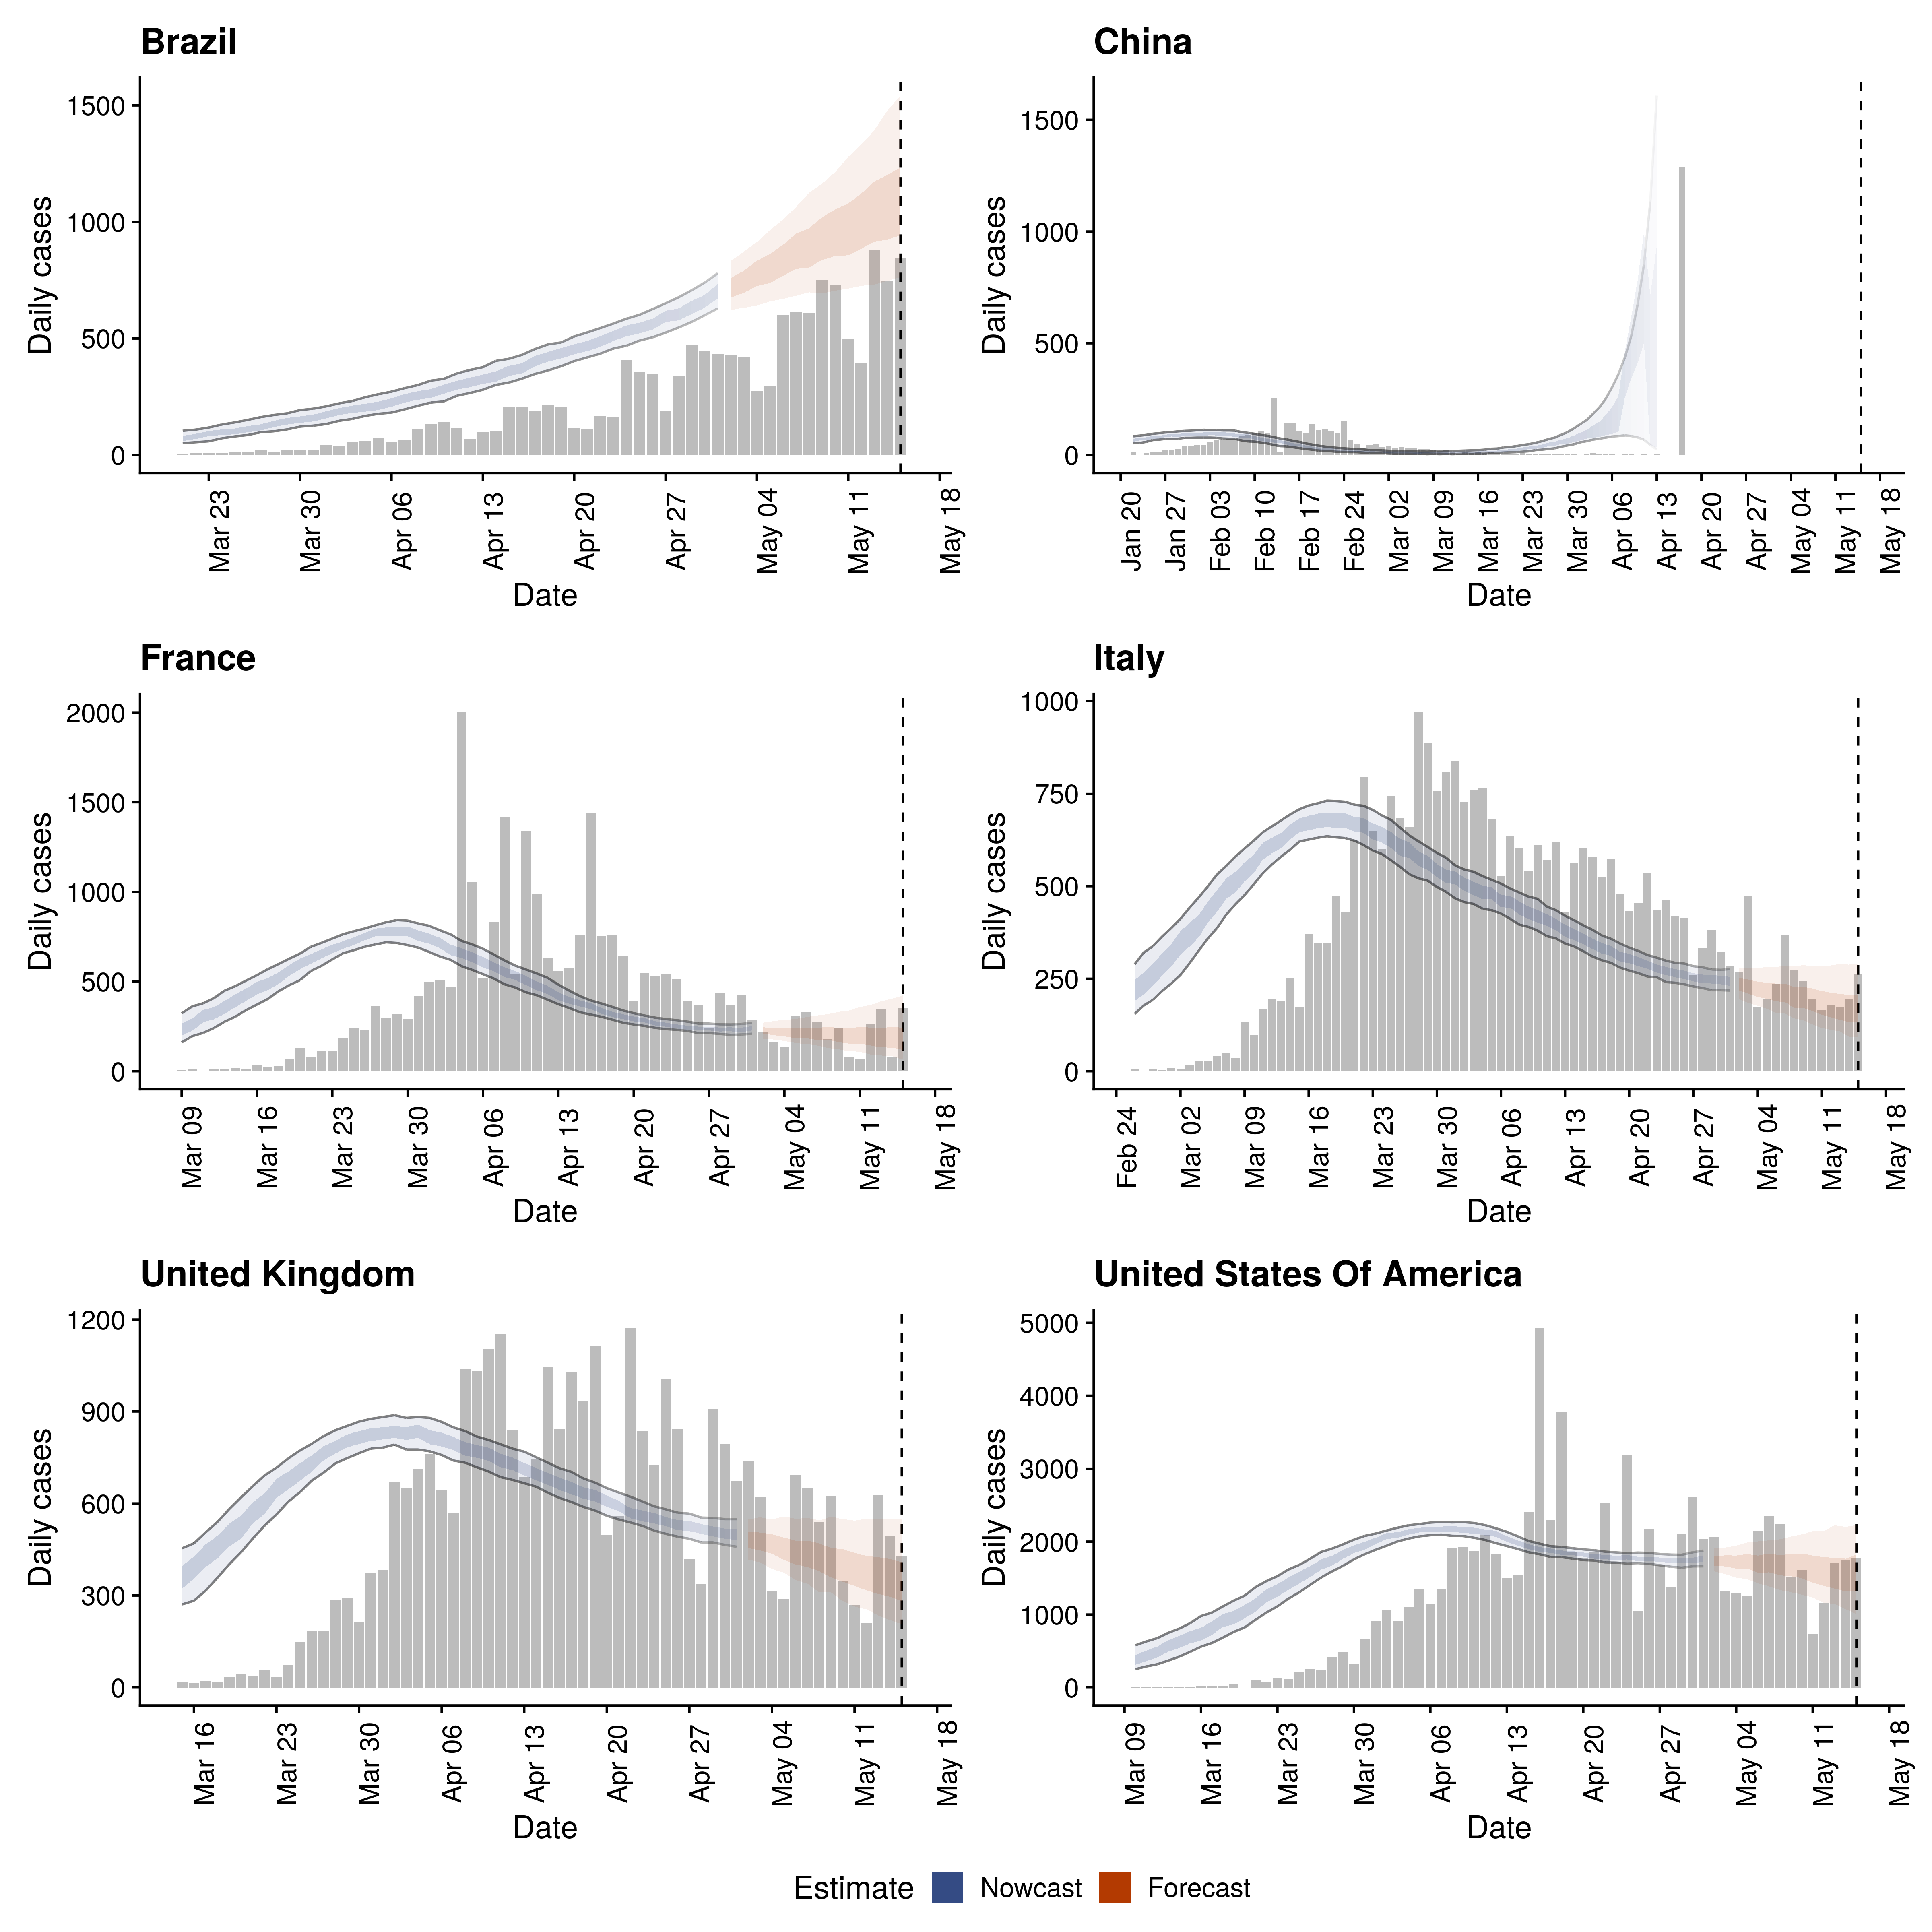 Brazil
Daily cases
1500
1000
500
0
Mar 23
Mar 30
Apr 06
Apr 13
Apr 20
Apr 27
May 04
May 11
May 18
Date
China
Daily cases
1500
1000
500
0
Jan 20
Jan 27
Feb 03
Feb 10
Feb 17
Feb 24
Mar 02
Mar 09
Mar 16
Mar 23
Mar 30
Apr 06
Apr 13
Apr 20
Apr 27
May 04
May 11
May 18
Date
France
Daily cases
2000
1500
1000
500
0
Mar 09
Mar 16
Mar 23
Mar 30
Apr 06
Apr 13
Apr 20
Apr 27
May 04
May 11
May 18
Date
Italy
Daily cases
1000
750
500
250
0
Feb 24
Mar 02
Mar 09
Mar 16
Mar 23
Mar 30
Apr 06
Apr 13
Apr 20
Apr 27
May 04
May 11
May 18
Date
United Kingdom
Daily cases
1200
900
600
300
0
Mar 16
Mar 23
Mar 30
Apr 06
Apr 13
Apr 20
Apr 27
May 04
May 11
May 18
Date
United States Of America
Daily cases
5000
4000
3000
2000
1000
0
Mar 09
Mar 16
Mar 23
Mar 30
Apr 06
Apr 13
Apr 20
Apr 27
May 04
May 11
May 18
Date
Estimate Nowcast Forecast